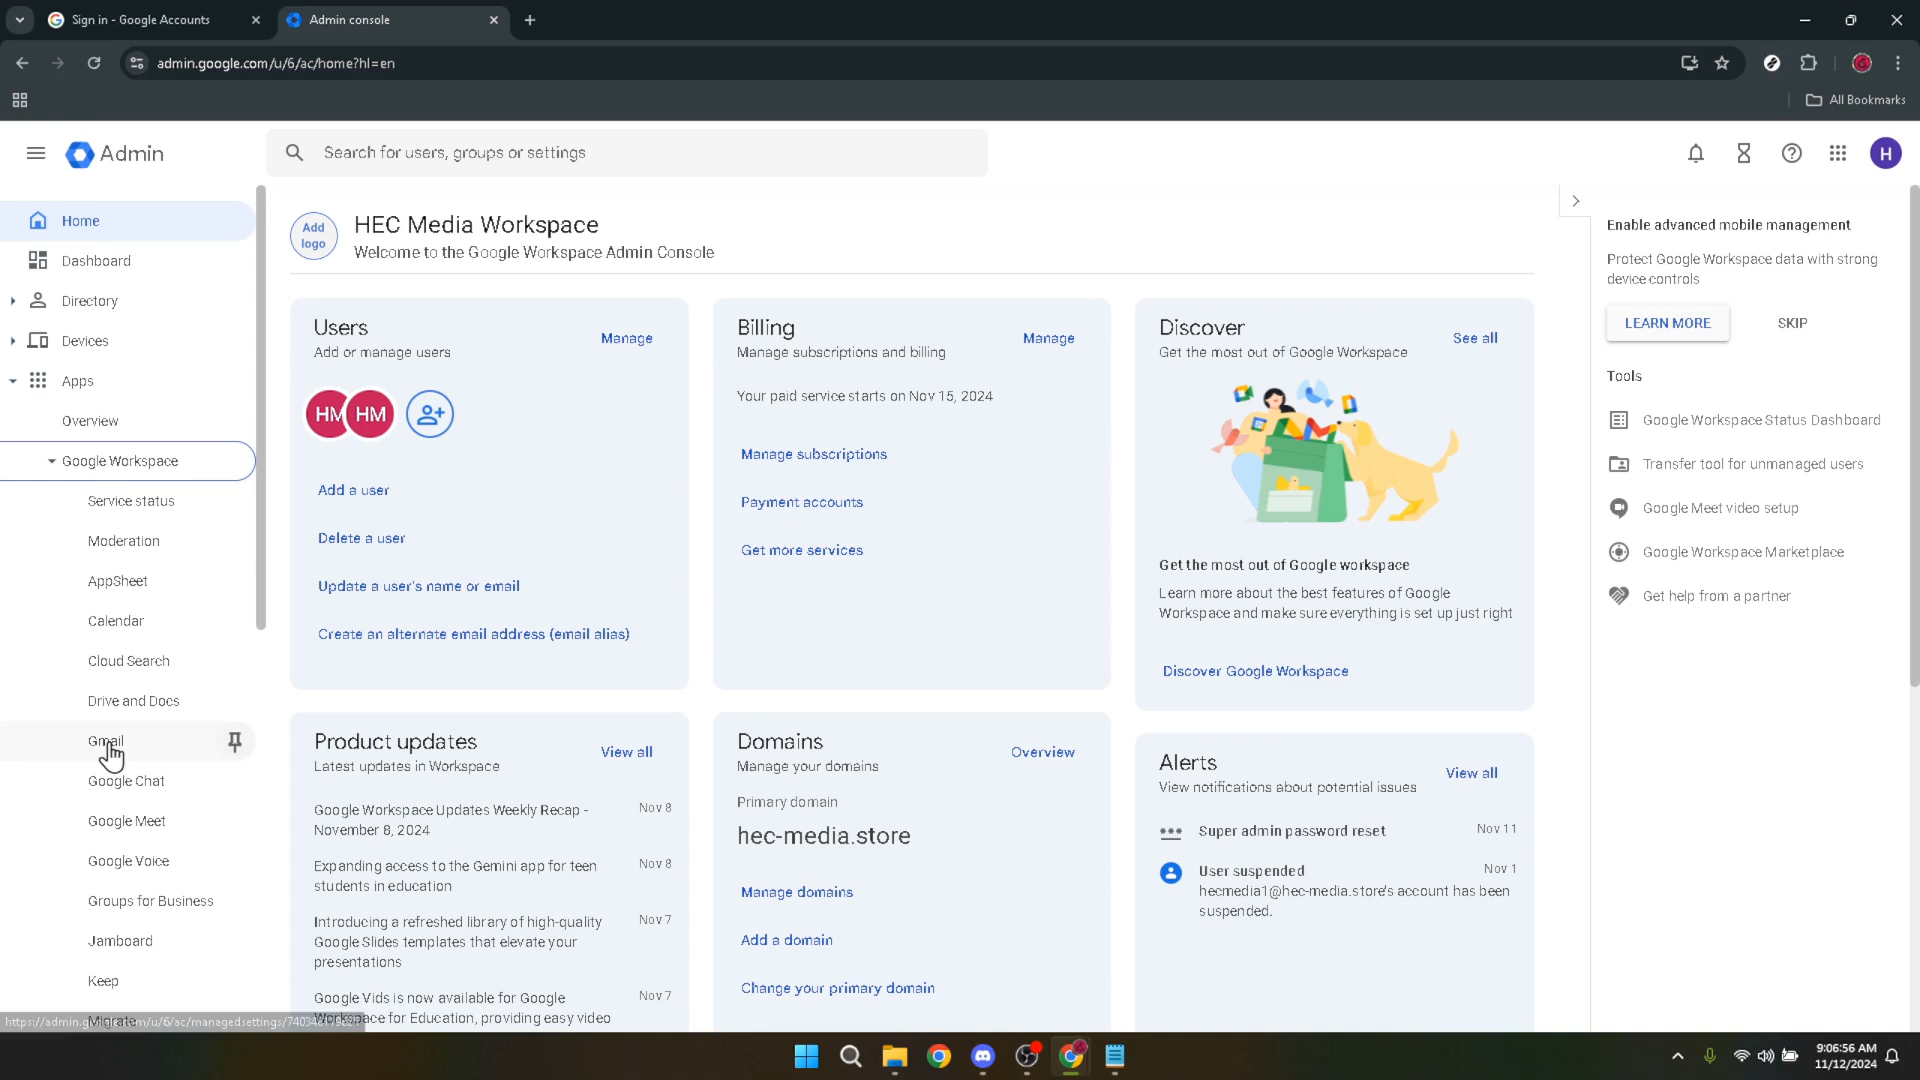 Sign in - Google Accounts
Admin console
admin.google.com/u/6/ac/home?hl=en
All Bookmarks
Admin
Search for users, groups or settings
H
Home
Dashboard
Directory
Devices
Apps
Overview
Google Workspace
Service status
Moderation
AppSheet
Calendar
Cloud Search
Drive and Docs
Gmail
Google Chat
Google Meet
Google Voice
Groups for Business
Jamboard
Keep
Migrate
Add
logo
HEC Media Workspace
Welcome to the Google Workspace Admin Console
Users
Add or manage users
Manage
HM
HM
Add a user
Delete a user
Update a user's name or email
Create an alternate email address (email alias)
Billing
Manage subscriptions and billing
Manage
Your paid service starts on Nov 15, 2024
Manage subscriptions
Payment accounts
Get more services
Discover
Get the most out of Google Workspace
See all
Get the most out of Google workspace
Learn more about the best features of Google
Workspace and make sure everything is set up just right
Discover Google Workspace
Product updates
Latest updates in Workspace
View all
Google Workspace Updates Weekly Recap -
November 8, 2024
Nov 8
Expanding access to the Gemini app for teen
students in education
Nov 8
Introducing a refreshed library of high-quality
Google Slides templates that elevate your
presentations
Nov 7
Google Vids is now available for Google
Workspace for Education, providing easy video
Nov 7
Domains
Manage your domains
Overview
Primary domain
hec-media.store
Manage domains
Add a domain
Change your primary domain
Alerts
View notifications about potential issues
View all
Super admin password reset
Nov 11
User suspended
Nov 1
hecmedia1@hec-media.store's account has been
suspended.
Enable advanced mobile management
Protect Google Workspace data with strong
device controls
LEARN MORE
SKIP
Tools
Google Workspace Status Dashboard
Transfer tool for unmanaged users
Google Meet video setup
Google Workspace Marketplace
Get help from a partner
9:06:56 AM
11/12/2024